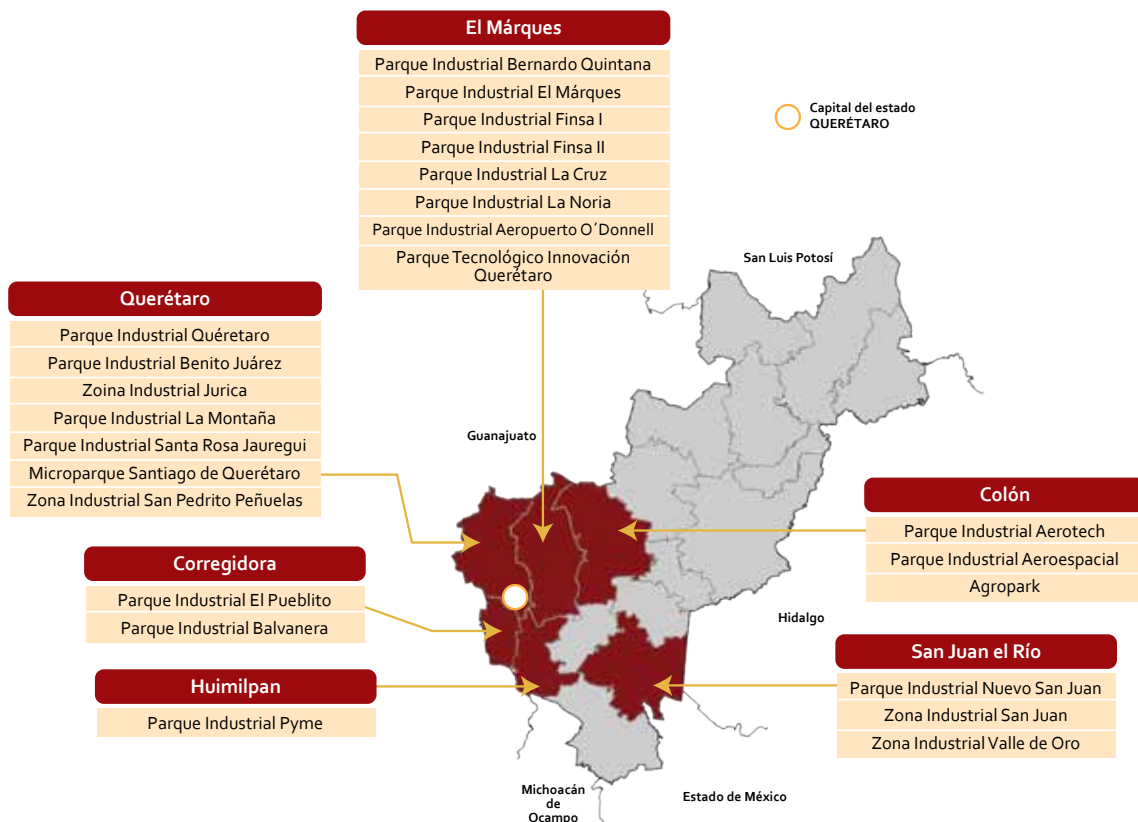 El Márques
Parque Industrial Bernardo Quintana
Parque Industrial El Márques
Parque Industrial Finsa I
Parque Industrial Finsa II
Parque Industrial La Cruz
Parque Industrial La Noria
Parque Industrial Aeropuerto O´Donnell
Parque Tecnológico Innovación
Querétaro
Capital del estado
QUERÉTARO
San Luis Potosí
Querétaro
Parque Industrial Quéretaro
Parque Industrial Benito Juárez
Zoina Industrial Jurica
Parque Industrial La Montaña
Parque Industrial Santa Rosa Jauregui
Microparque Santiago de Querétaro
Zona Industrial San Pedrito Peñuelas
Guanajuato
Colón
Parque Industrial Aerotech
Parque Industrial Aeroespacial
Agropark
Corregidora
Parque Industrial El Pueblito
Parque Industrial Balvanera
Hidalgo
San Juan el Río
Parque Industrial Nuevo San Juan
Zona Industrial San Juan
Zona Industrial Valle de Oro
Huimilpan
Parque Industrial Pyme
Michoacán
de
Ocampo
Estado de México